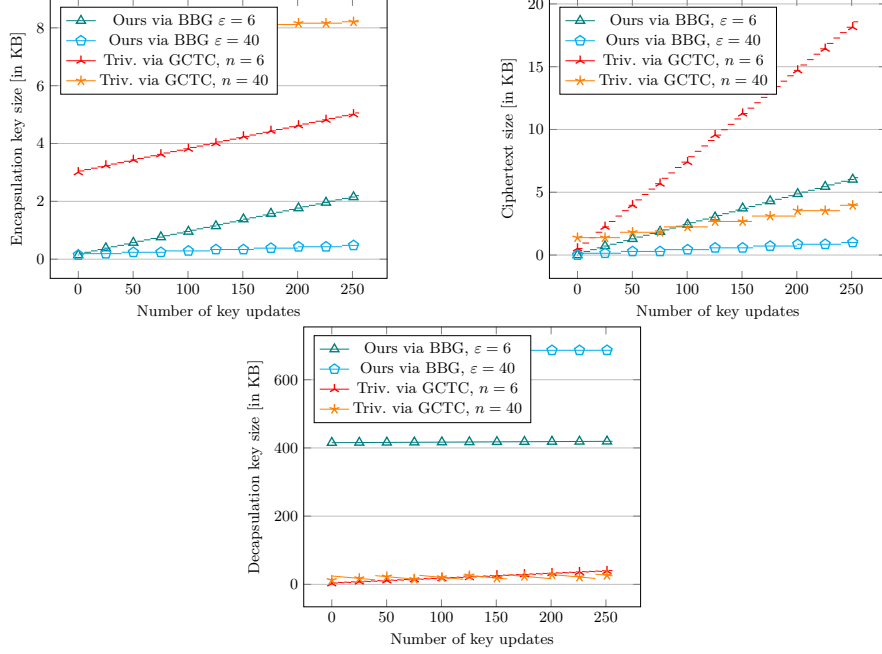 Encapsulation key size [in KB]
8
6
4
2
0
Ours via BBG, ε = 6
Ours via BBG ε = 40
Triv. via GCTC, n = 6
Triv. via GCTC, n = 40
0 50 100 150 200 250
Number of key updates
Ciphertext size [in KB]
20
15
10
5
0
Ours via BBG, ε = 6
Ours via BBG, ε = 40
Triv. via GCTC, n = 6
Triv. via GCTC, n = 40
0 50 100 150 200 250
Number of key updates
Decapsulation key size [in KB]
600
400
200
0
Ours via BBG, ε = 6
Ours via BBG, ε = 40
Triv. via GCTC, n = 6
Triv. via GCTC, n = 40
0 50 100 150 200 250
Number of key updates